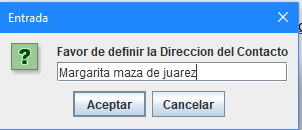 Entrada
Favor de definir la Direccion del Contacto
Margarita maza de juarez
Aceptar
Cancelar